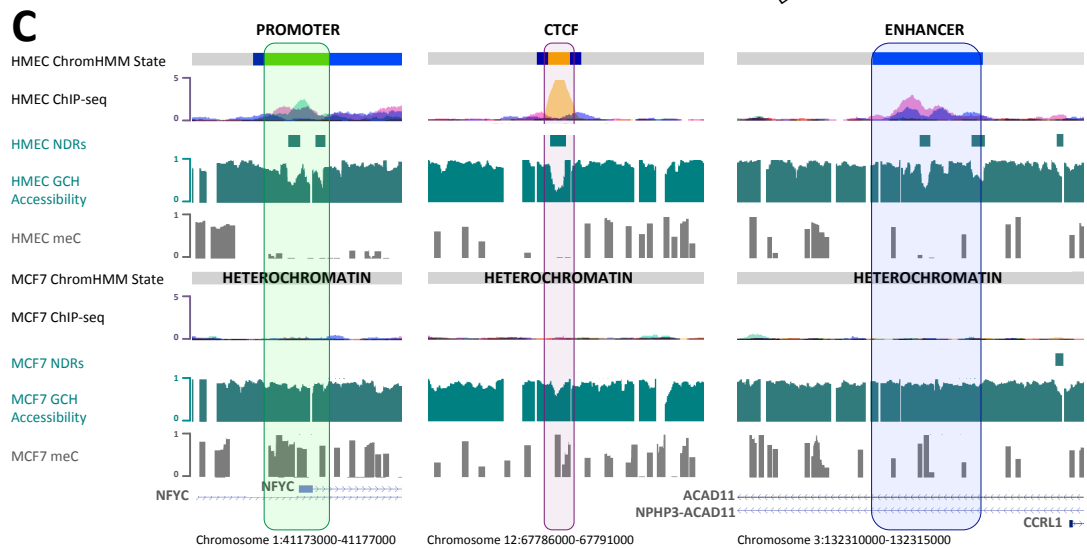 C
PROMOTER CTCF ENHANCER
HMEC ChromHMM State
5
HMEC ChIP-seq
0
HMEC NDRs
1
HMEC GCH
Accessibility
0
1
HMEC meC
0
MCF7 ChromHMM State HETEROCHROMATIN HETEROCHROMATIN HETEROCHROMATIN
5
MCF7 ChIP-seq
0
MCF7 NDRs
1
MCF7 GCH
Accessibility
0
1
MCF7 meC
0
NFYC
NFYC ACAD11
NPHP3-ACAD11
CCRL1
Chromosome 1:41173000-41177000 Chromosome 12:67786000-67791000 Chromosome 3:132310000-132315000